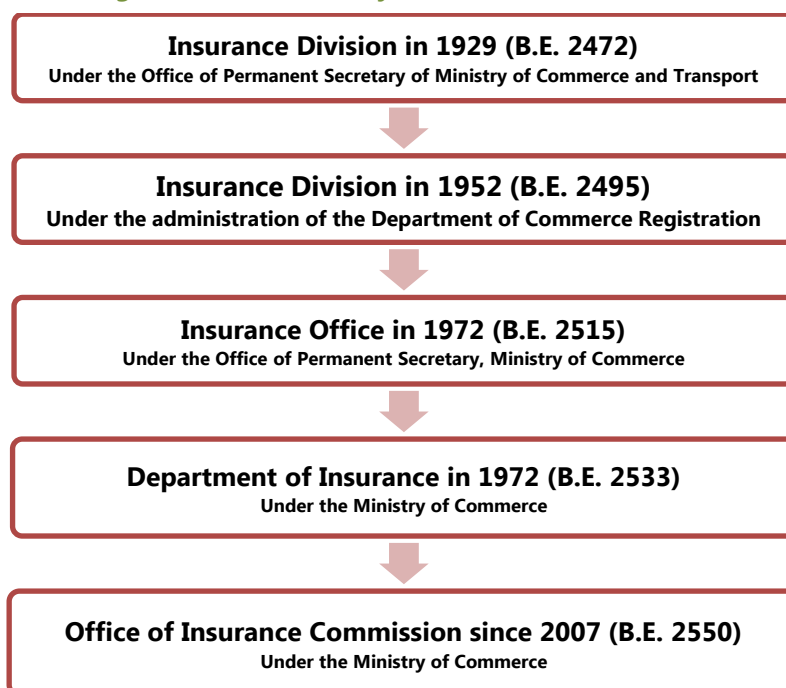 Insurance Division in 1929 (B.E. 2472)
Under the Office of Permanent Secretary of Ministry of Commerce and Transport
Insurance Division in 1952 (B.E. 2495)
Under the administration of the Department of Commerce Registration
Insurance Office in 1972 (B.E. 2515)
Under the Office of Permanent Secretary, Ministry of Commerce
Department of Insurance in 1972 (B.E. 2533)
Under the Ministry of Commerce
Office of Insurance Commission since 2007 (B.E. 2550)
Under the Ministry of Commerce